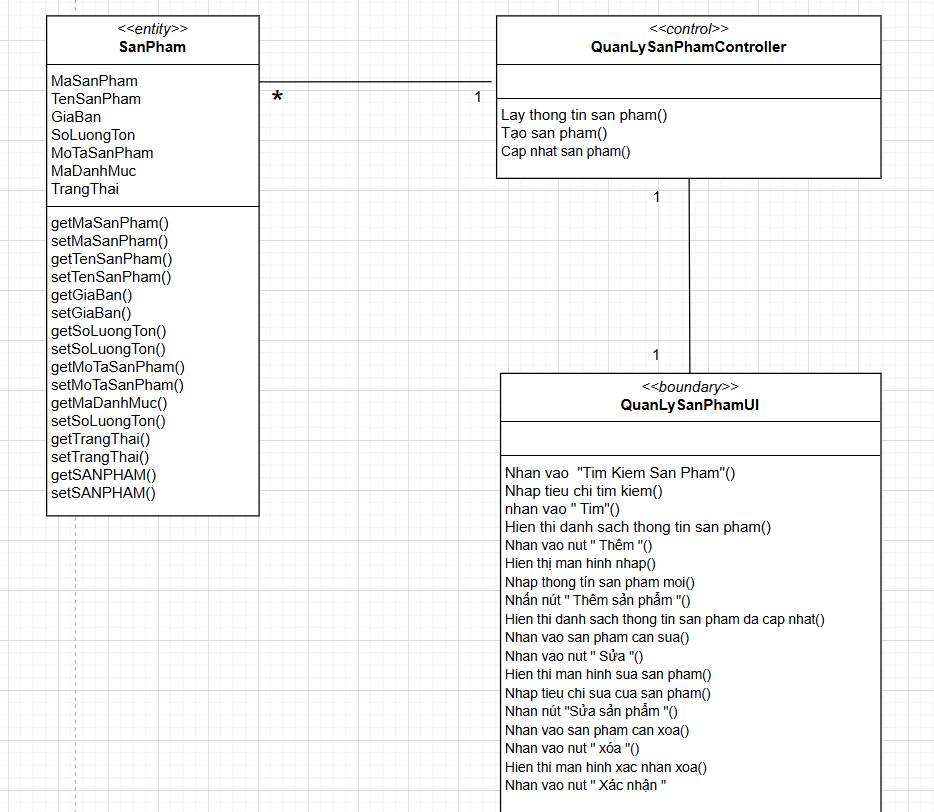 <<entity>>
SanPham
MaSanPham
TenSanPham
GiaBan
SoLuongTon
MoTaSanPham
MaDanhMuc
TrangThai
getMaSanPham()
setMaSanPham()
getTenSanPham()
setTenSanPham()
getGiaBan()
setGiaBan()
getSoLuongTon()
setSoLuongTon()
getMoTaSanPham()
setMoTaSanPham()
getMaDanhMuc()
setSoLuongTon()
getTrangThai()
setTrangThai()
getSANPHAM()
setSANPHAM()
*
1
<<control>>
QuanLySanPhamController
Lay thong tin san pham()
Tạo san pham()
Cap nhat san pham()
1
1
<<boundary>>
QuanLySanPhamUI
Nhan vao  "Tim Kiem San Pham"()
Nhap tieu chi tim kiem()
nhan vao " Tim"()
Hien thi danh sach thong tin san pham()
Nhan vao nut " Thêm "()
Hien thị man hinh nhap()
Nhap thong tín san pham moi()
Nhấn nút " Thêm sản phẩm "()
Hien thi danh sach thong tin san pham da cap nhat()
Nhan vao san pham can sua()
Nhan vao nut " Sửa "()
Hien thi man hinh sua san pham()
Nhap tieu chi sua cua san pham()
Nhan nút "Sửa sản phẩm "()
Nhan vao san pham can xoa()
Nhan vao nut " xóa "()
Hien thi man hinh xac nhan xoa()
Nhan vao nut " Xác nhận "